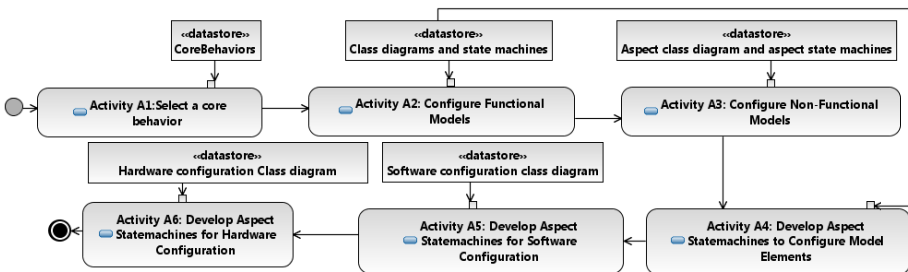 «datastore»
CoreBehaviors
«datastore»
Class diagrams and state machines
«datastore»
Aspect class diagram and aspect state machines
Activity A1:Select a core
behavior
Activity A2: Configure Functional
Models
Activity A3: Configure Non-Functional
Models
«datastore»
Hardware configuration Class diagram
«datastore»
Software configuration class diagram
Activity A6: Develop Aspect
Statemachines for Hardware
Configuration
Activity A5: Develop Aspect
Statemachines for Software
Configuration
Activity A4: Develop Aspect
Statemachines to Configure Model
Elements